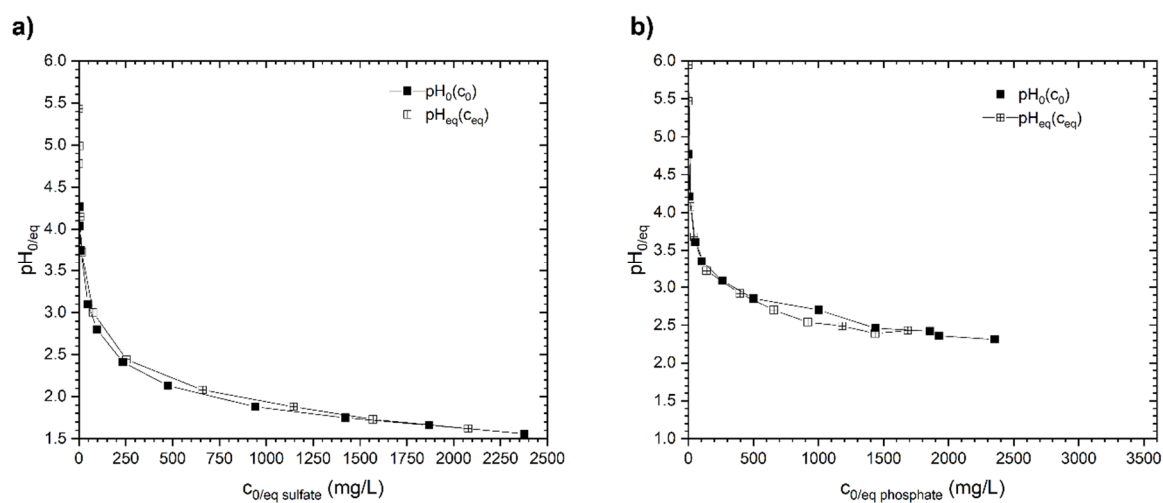 a)
pH0/eq
6.0
5.5
5.0
4.5
4.0
3.5
3.0
2.5
2.0
1.5
pH0(c0)
pHeq(ceq)
0 250 500 750 1000 1250 1500 1750 2000 2250 2500
c0/eq sulfate (mg/L)
b)
pH0/eq
6.0
5.5
5.0
4.5
4.0
3.5
3.0
2.5
2.0
1.5
1.0
pH0(c0)
pHeq(ceq)
0 500 1000 1500 2000 2500 3000 3500
c0/eq phosphate (mg/L)